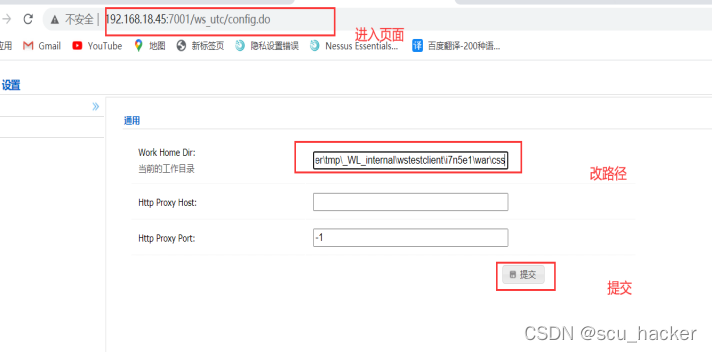 不安全 | 192.168.18.45:7001/ws_utc/config.do
进入页面
应用 Gmail YouTube 地图 新标签页 隐私设置错误 Nessus Essentials... 译 百度翻译-200种语...
设置
»
通用
Work Home Dir:
er\tmp\_WL_internal\wstestclient\i7n5e1\war\css
当前的工作目录
改路径
Http Proxy Host:
Http Proxy Port:
-1
提交
提交
CSDN @scu_hacker